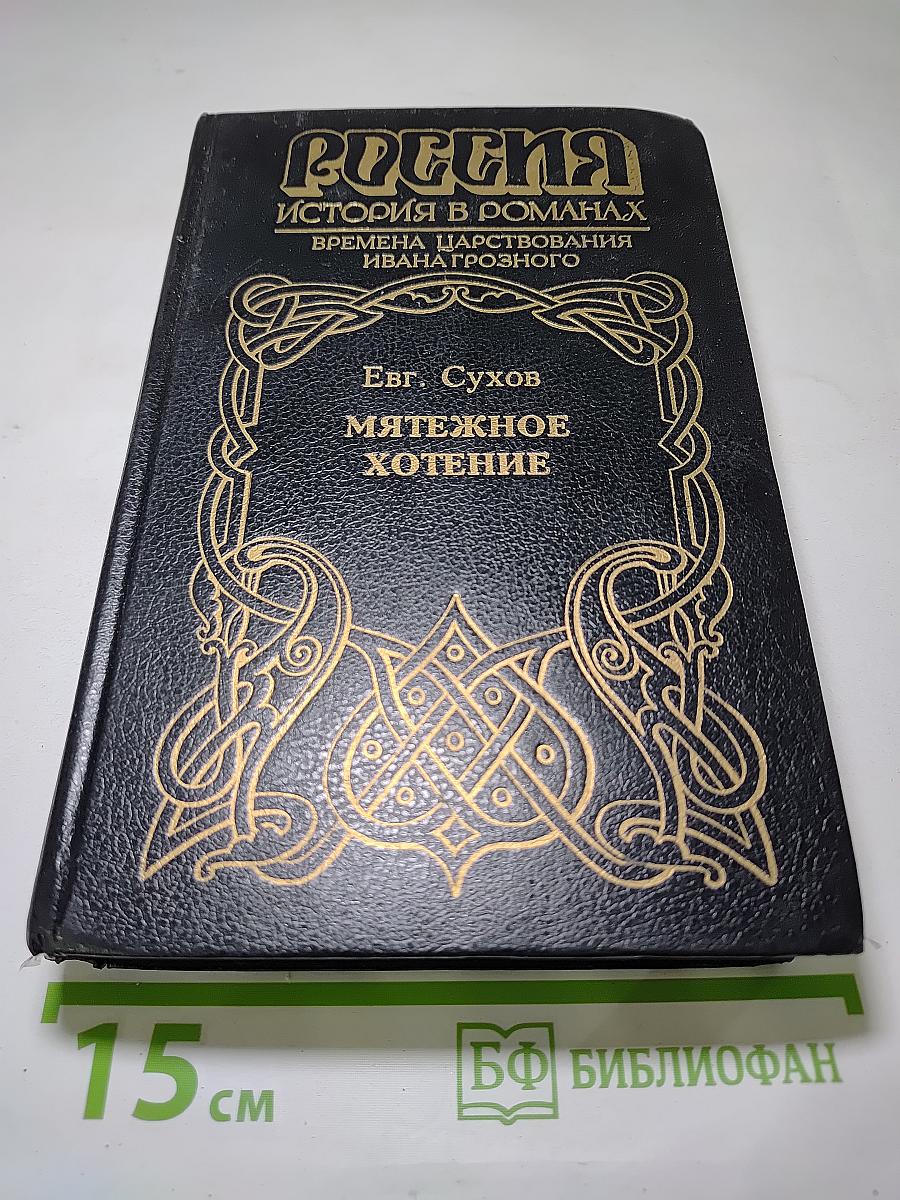 РОССИЯ
ИСТОРИЯ В РОМАНАХ
ВРЕМЕНА ЦАРСТВОВАНИЯ
ИВАНА ГРОЗНОГО
Евг. Сухов
МЯТЕЖНОЕ
ХОТЕНИЕ
15 см
БФ БИБЛИОФАН